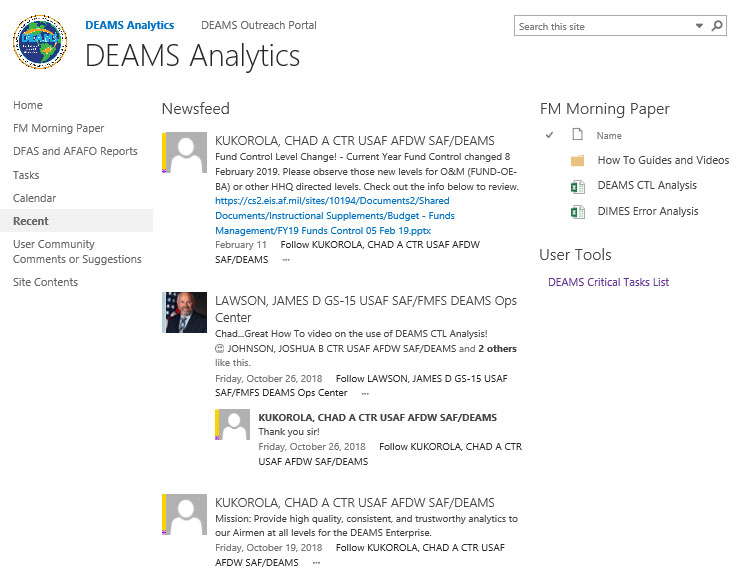 DEAMS
DEAMS Analytics
DEAMS Outreach Portal
Search this site
DEAMS Analytics
Home
FM Morning Paper
DFAS and AFAFO Reports
Tasks
Calendar
Recent
User Community
Comments or Suggestions
Site Contents
Newsfeed
KUKOROLA, CHAD A CTR USAF AFDW SAF/DEAMS
Fund Control Level Change! - Current Year Fund Control changed 8
February 2019. Please observe those new levels for O&M (FUND-OE-
BA) or other HHQ directed levels. Check out the info below to review.
https://cs2.eis.af.mil/sites/10194/Documents2/Shared
Documents/Instructional Supplements/Budget - Funds
Management/FY19 Funds Control 05 Feb 19.pptx
February 11 Follow KUKOROLA, CHAD A CTR USAF AFDW
SAF/DEAMS ...
LAWSON, JAMES D GS-15 USAF SAF/FMFS DEAMS Ops
Center
Chad...Great How To video on the use of DEAMS CTL Analysis!
JOHNSON, JOSHUA B CTR USAF AFDW SAF/DEAMS and 2 others
like this.
Friday, October 26, 2018 Follow LAWSON, JAMES D GS-15 USAF
SAF/FMFS DEAMS Ops Center ...
KUKOROLA, CHAD A CTR USAF AFDW SAF/DEAMS
Thank you sir!
Friday, October 26, 2018 Follow KUKOROLA, CHAD A CTR
USAF AFDW SAF/DEAMS
KUKOROLA, CHAD A CTR USAF AFDW SAF/DEAMS
Mission: Provide high quality, consistent, and trustworthy analytics to
our Airmen at all levels for the DEAMS Enterprise.
Friday, October 19, 2018 Follow KUKOROLA, CHAD A CTR USAF
AFDW SAF/DEAMS ...
FM Morning Paper
Name
How To Guides and Videos
DEAMS CTL Analysis
DIMES Error Analysis
User Tools
DEAMS Critical Tasks List